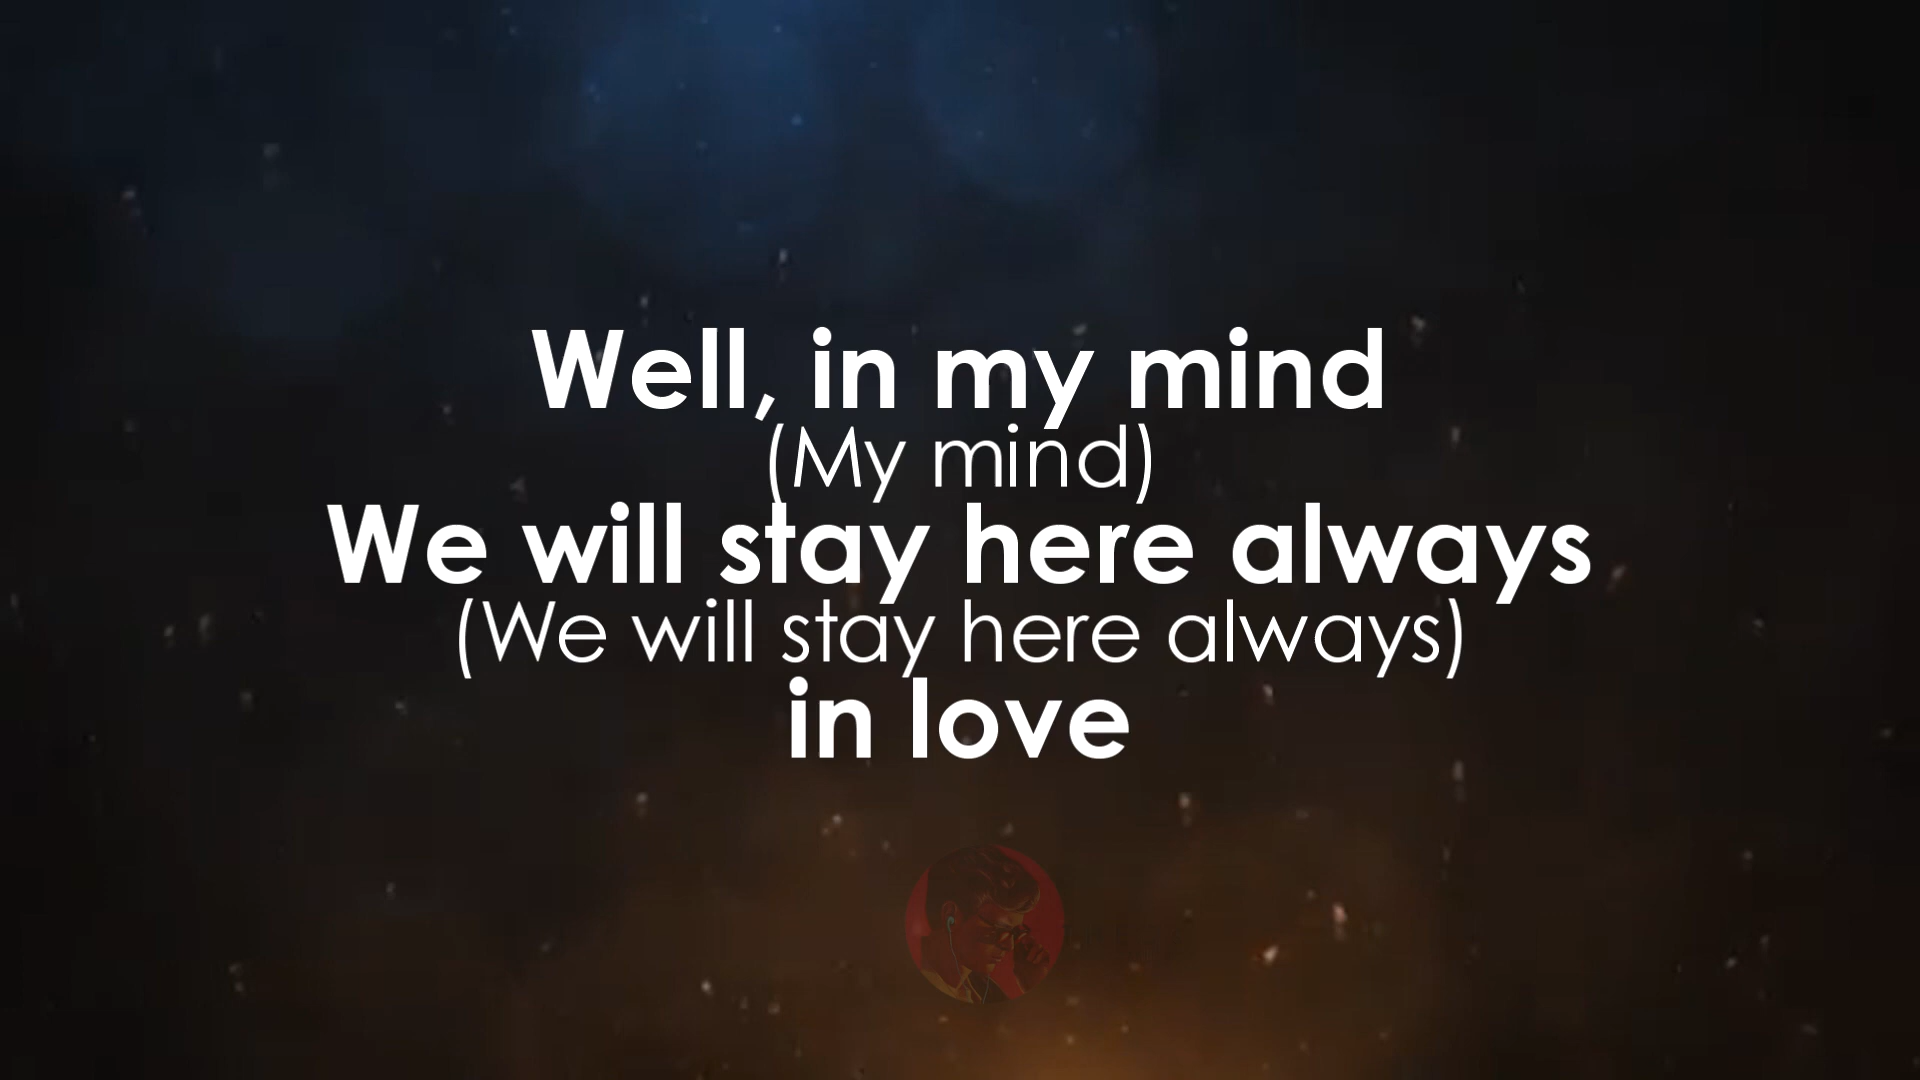 Well, in my mind
(My mind)
We will stay here always
(We will stay here always)
in love